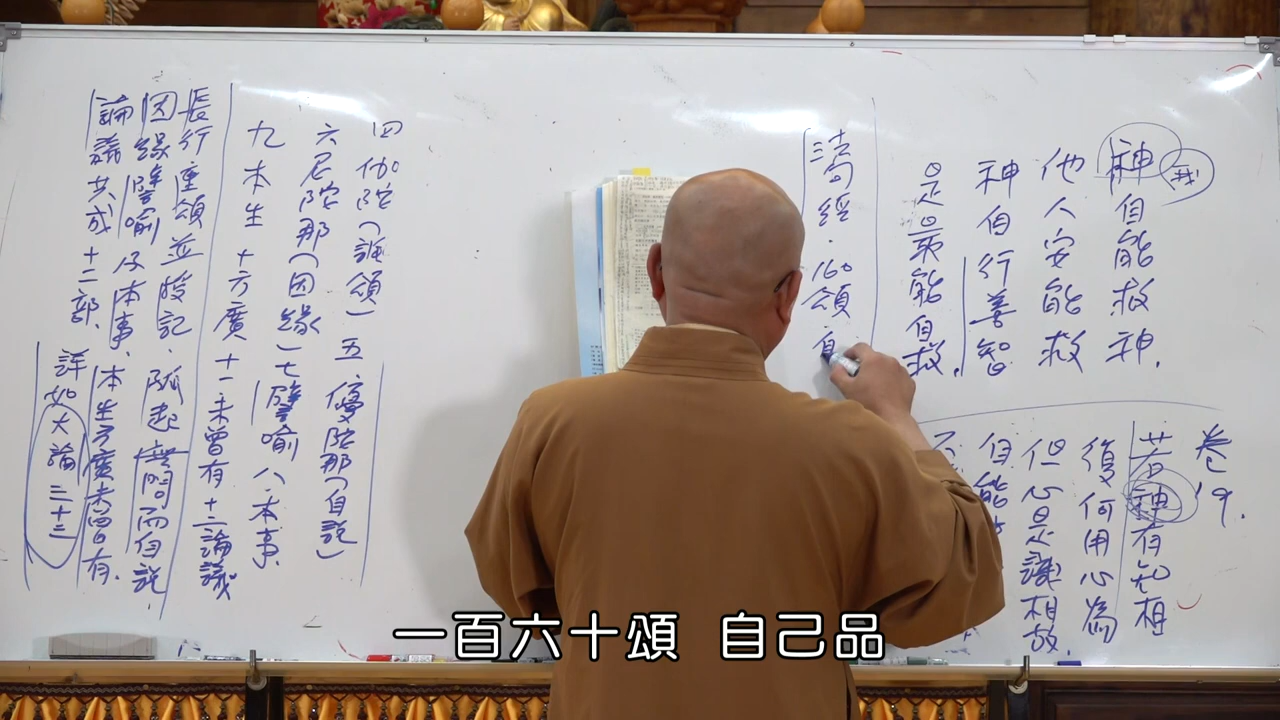 神自能救神.
我
他人安能救
神自行善智
是最能自救.
卷19.
若神有知相
復何用心為
但心是識相故.
自能
法句經.160頌 自
四伽陀(諷頌)五.優陀那(自說)
六尼陀那(因緣)七譬喻八.本事.
九本生十方廣十一未曾有十二論議
長行重頌並授記.孤起無問而自說.
因緣譬喻及本事.本生方廣未曾有.
論議共成十二部.
詳如大論三十三
一百六十頌 自己品